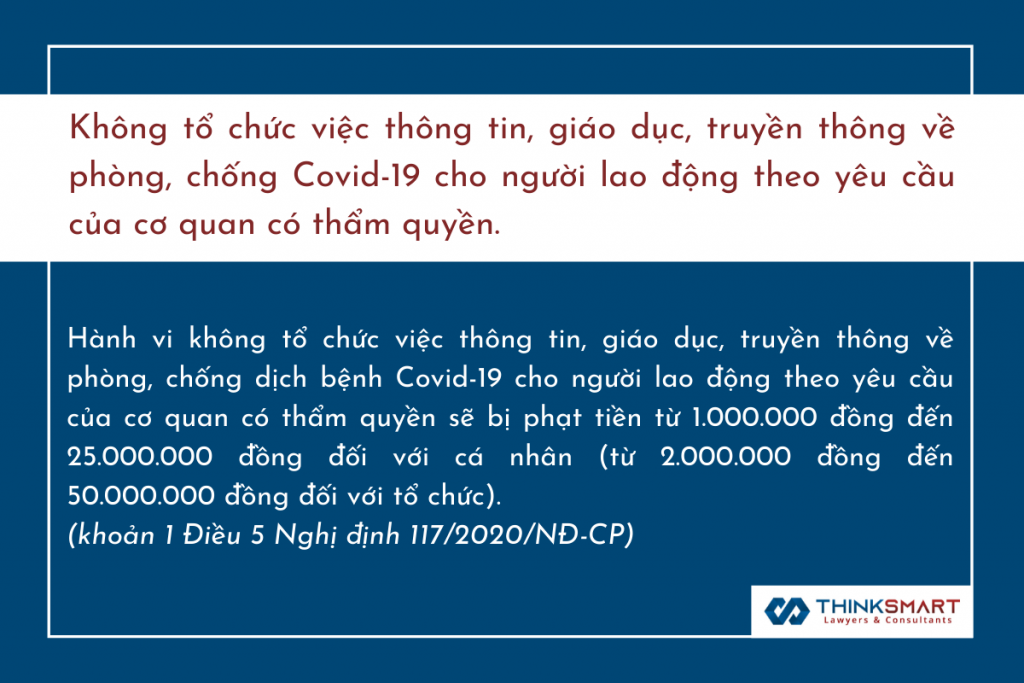 Không tổ chức việc thông tin, giáo dục, truyền thông về
phòng, chống Covid-19 cho người lao động theo yêu cầu
của cơ quan có thẩm quyền.
Hành vi không tổ chức việc thông tin, giáo dục, truyền thông về
phòng, chống dịch bệnh Covid-19 cho người lao động theo yêu cầu
của cơ quan có thẩm quyền sẽ bị phạt tiền từ 1.000.000 đồng đến
25.000.000 đồng đối với cá nhân (từ 2.000.000 đồng đến
50.000.000 đồng đối với tổ chức).
(khoản 1 Điều 5 Nghị định 117/2020/NĐ-CP)
THINKSMART
Lawyers & Consultants